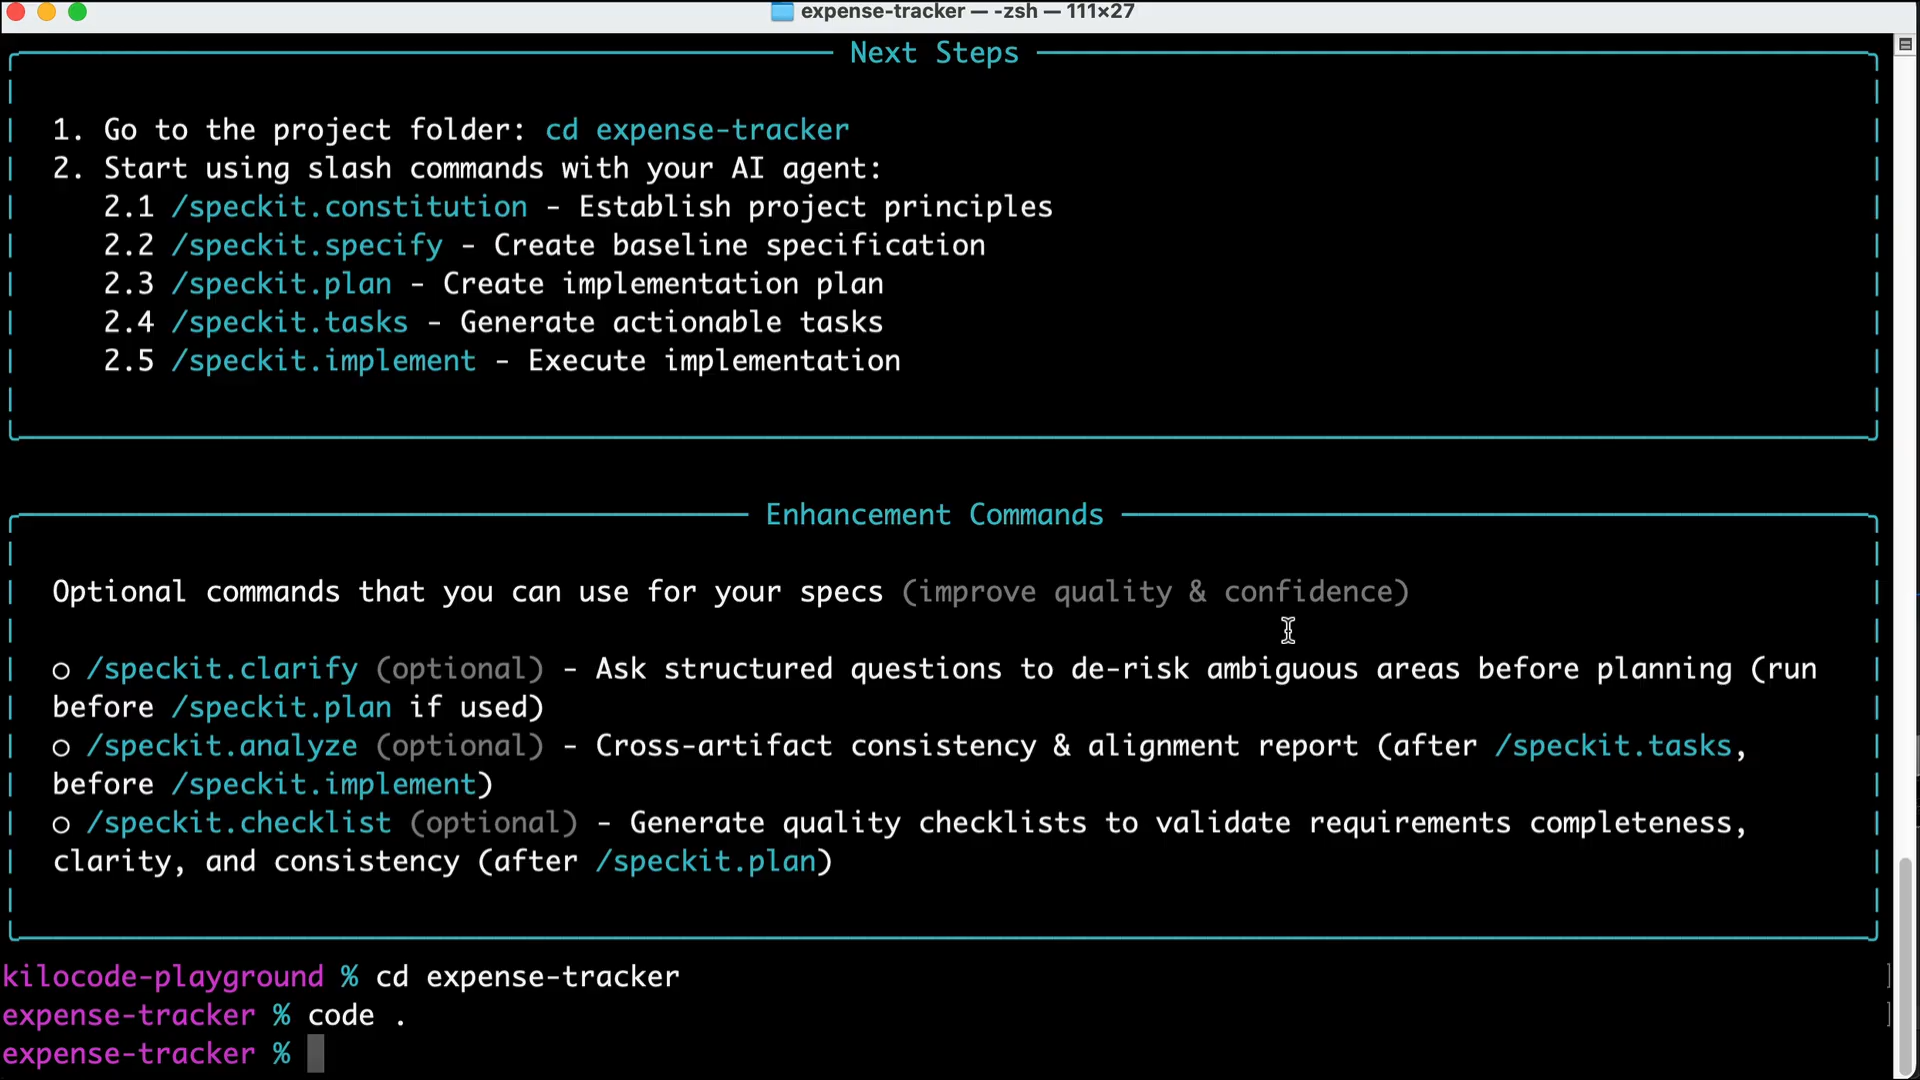 expense-tracker — -zsh — 111×27
Next Steps
1. Go to the project folder: cd expense-tracker
2. Start using slash commands with your AI agent:
2.1 /speckit.constitution - Establish project principles
2.2 /speckit.specify - Create baseline specification
2.3 /speckit.plan - Create implementation plan
2.4 /speckit.tasks - Generate actionable tasks
2.5 /speckit.implement - Execute implementation
Enhancement Commands
Optional commands that you can use for your specs (improve quality & confidence)
○ /speckit.clarify (optional) - Ask structured questions to de-risk ambiguous areas before planning (run
before /speckit.plan if used)
○ /speckit.analyze (optional) - Cross-artifact consistency & alignment report (after /speckit.tasks,
before /speckit.implement)
○ /speckit.checklist (optional) - Generate quality checklists to validate requirements completeness,
clarity, and consistency (after /speckit.plan)
kilocode-playground % cd expense-tracker
expense-tracker % code .
expense-tracker %